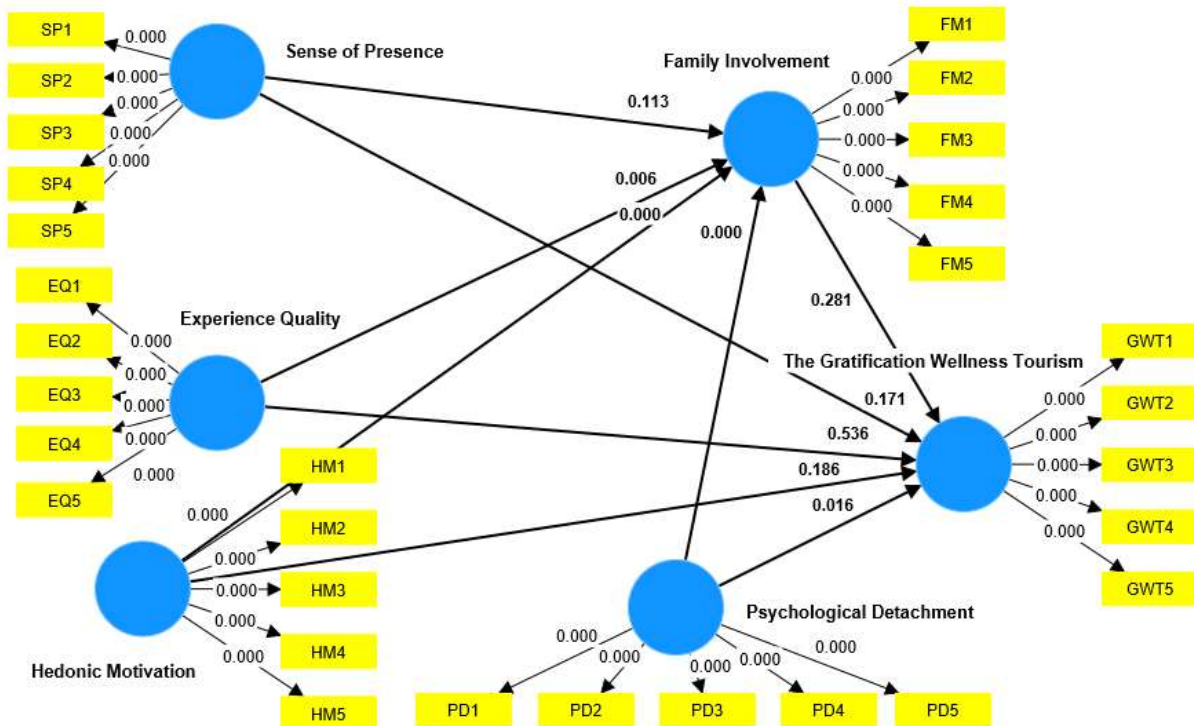 SP1
0.000
SP2
0.000
SP3
0.000
SP4
0.000
SP5
0.000
Sense of Presence
Family Involvement
FM1
0.000
FM2
0.000
FM3
0.000
FM4
0.000
FM5
0.000
0.113
0.006
0.000
0.000
0.281
EQ1
0.000
EQ2
0.000
EQ3
0.000
EQ4
0.000
EQ5
0.000
Experience Quality
The Gratification Wellness Tourism
0.171
0.536
0.186
0.016
GWT1
0.000
GWT2
0.000
GWT3
0.000
GWT4
0.000
GWT5
0.000
HM1
0.000
HM2
0.000
HM3
0.000
HM4
0.000
HM5
0.000
Hedonic Motivation
Psychological Detachment
0.000
0.000
0.000
0.000
0.000
PD1
PD2
PD3
PD4
PD5